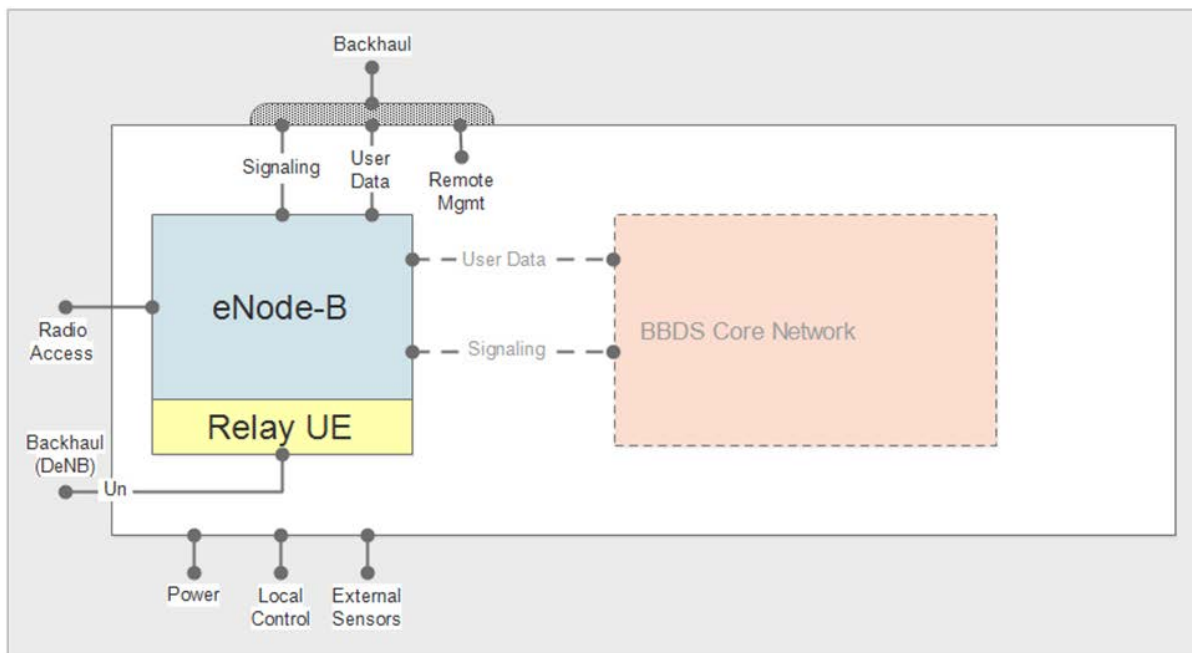 Backhaul
Signaling
User
Data
Remote
Mgmt
User Data
eNode-B
BBDS Core Network
Radio
Access
Signaling
Relay UE
Backhaul
(DeNB)
Un
Power
Local
Control
External
Sensors